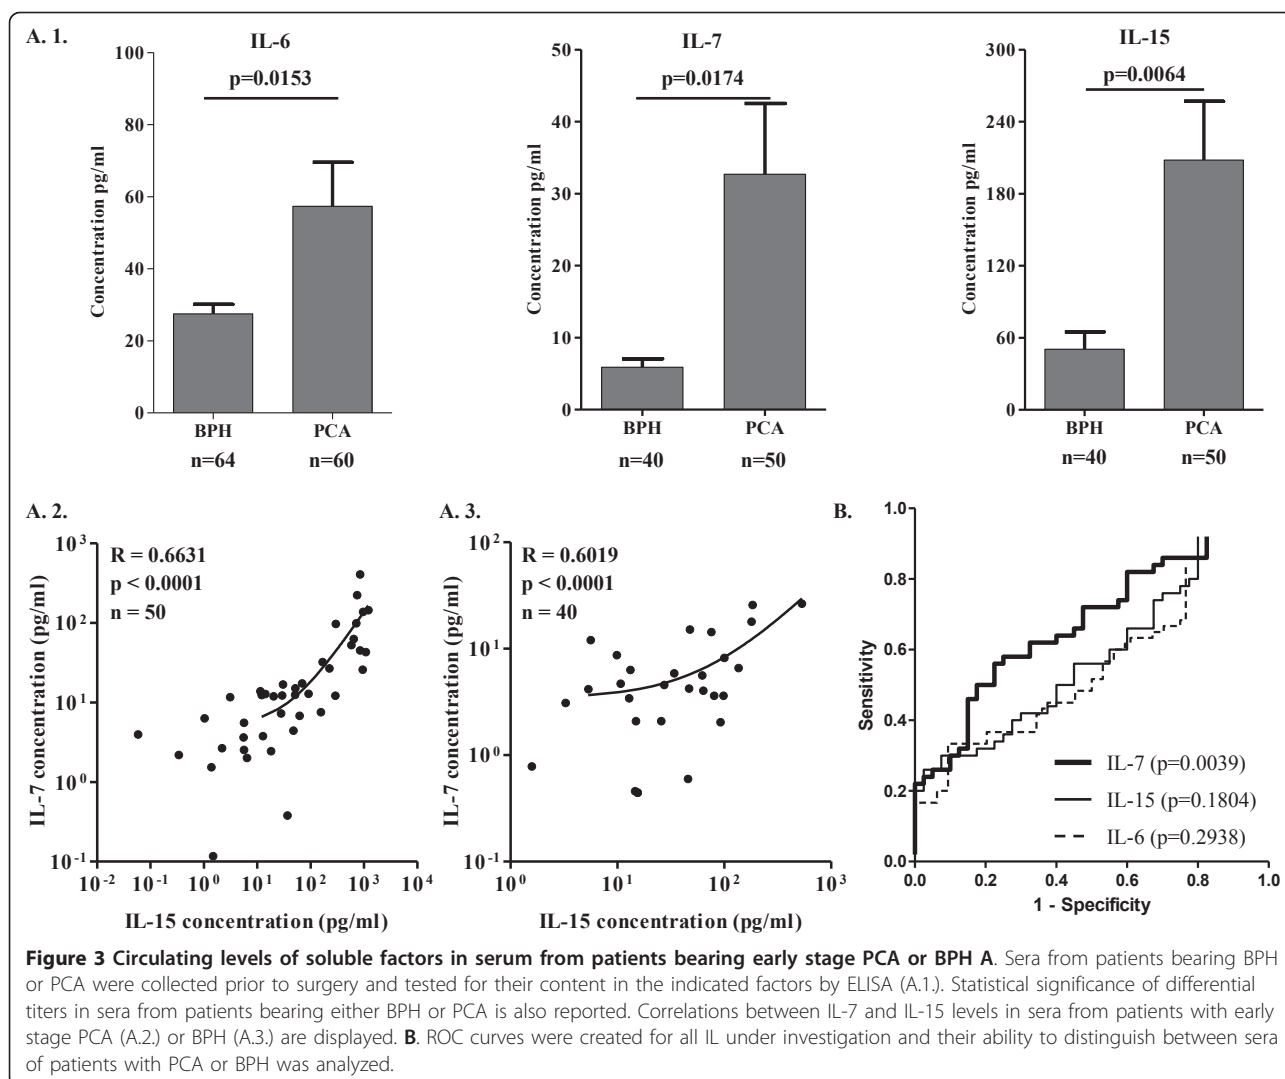 A. 1.
IL-6
p=0.0153
Concentration pg/ml
100
80
60
40
20
0
BPH
PCA
n=64
n=60
IL-7
p=0.0174
Concentration pg/ml
50
40
30
20
10
0
BPH
PCA
n=40
n=50
IL-15
p=0.0064
Concentration pg/ml
300
240
180
120
60
0
BPH
PCA
n=40
n=50
A. 2.
R = 0.6631
p < 0.0001
n = 50
IL-7 concentration (pg/ml)
10^3
10^2
10^1
10^0
10^-1
10^-2
10^-1
10^0
10^1
10^2
10^3
10^4
IL-15 concentration (pg/ml)
A. 3.
R = 0.6019
p < 0.0001
n = 40
IL-7 concentration (pg/ml)
10^2
10^1
10^0
10^-1
10^0
10^1
10^2
10^3
IL-15 concentration (pg/ml)
B.
Sensitivity
1.0
0.8
0.6
0.4
0.2
0.0
IL-7 (p=0.0039)
IL-15 (p=0.1804)
IL-6 (p=0.2938)
0.0
0.2
0.4
0.6
0.8
1.0
1 - Specificity
Figure 3 Circulating levels of soluble factors in serum from patients bearing early stage PCA or BPH A. Sera from patients bearing BPH
or PCA were collected prior to surgery and tested for their content in the indicated factors by ELISA (A.1.). Statistical significance of differential
titers in sera from patients bearing either BPH or PCA is also reported. Correlations between IL-7 and IL-15 levels in sera from patients with early
stage PCA (A.2.) or BPH (A.3.) are displayed. B. ROC curves were created for all IL under investigation and their ability to distinguish between sera
of patients with PCA or BPH was analyzed.